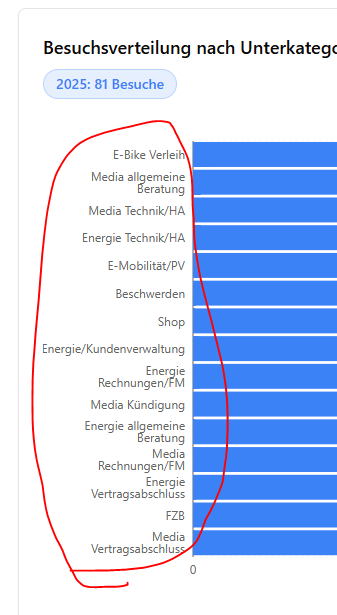 Besuchsverteilung nach Unterkatego
2025: 81 Besuche
E-Bike Verleih
Media allgemeine
Beratung
Media Technik/HA
Energie Technik/HA
E-Mobilität/PV
Beschwerden
Shop
Energie/Kundenverwaltung
Energie
Rechnungen/FM
Media Kündigung
Energie allgemeine
Beratung
Media
Rechnungen/FM
Energie
Vertragsabschluss
FZB
Media
Vertragsabschluss
0